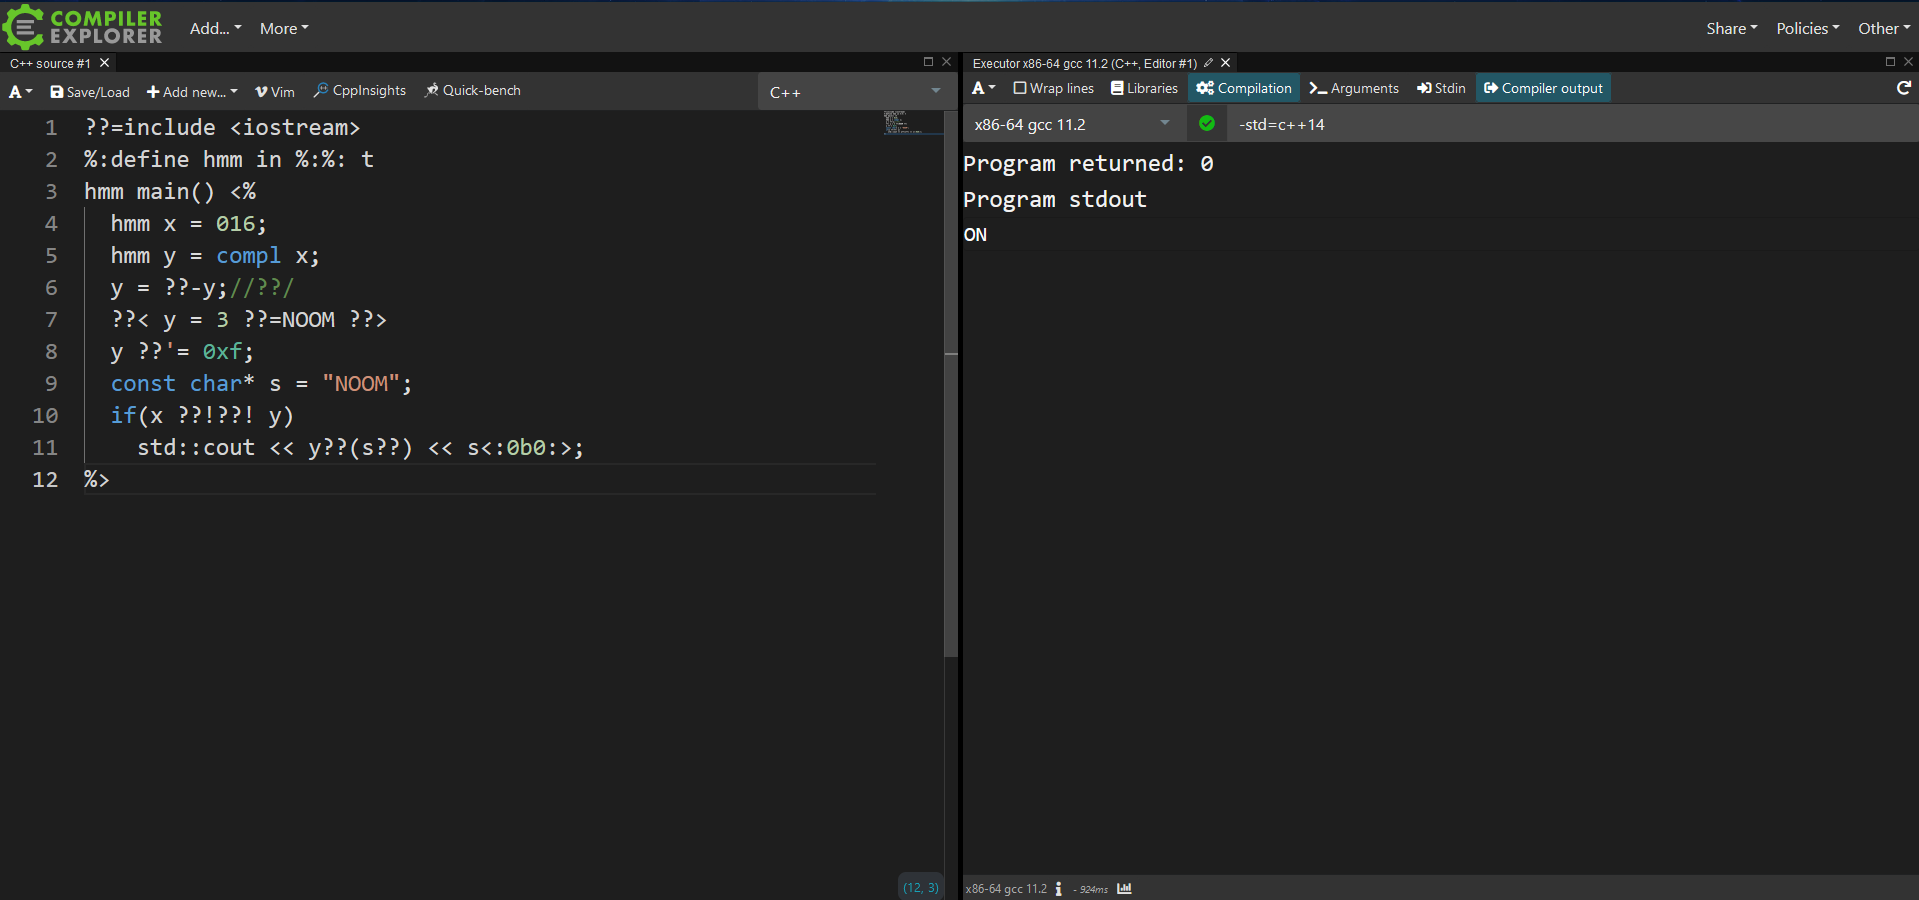 COMPILER
EXPLORER
Add... More Share Policies Other
C++ source #1
A Save/Load Add new... Vim CppInsights Quick-bench C++
1 ??=include <iostream>
2 %:define hmm in %:%: t
3 hmm main() <%
4 hmm x = 016;
5 hmm y = compl x;
6 y = ??-y;//??/
7 ??< y = 3 ??=NOOM ??>
8 y ??'= 0xf;
9 const char* s = "NOOM";
10 if(x ??!??! y)
11 std::cout << y??(s??) << s<:0b0:>;
12 %>
(12, 3)
Executor x86-64 gcc 11.2 (C++, Editor #1)
A Wrap lines Libraries Compilation Arguments Stdin Compiler output
x86-64 gcc 11.2 -std=c++14
Program returned: 0
Program stdout
ON
x86-64 gcc 11.2 i - 924ms